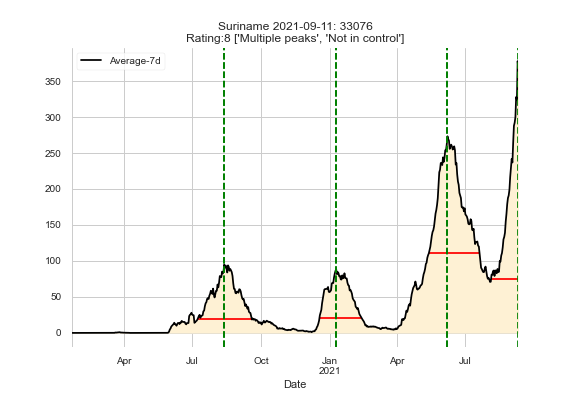 Suriname 2021-09-11: 33076
Rating:8 ['Multiple peaks', 'Not in control']
Average-7d
350
300
250
200
150
100
50
0
Apr
Jul
Oct
Jan
2021
Apr
Jul
Date